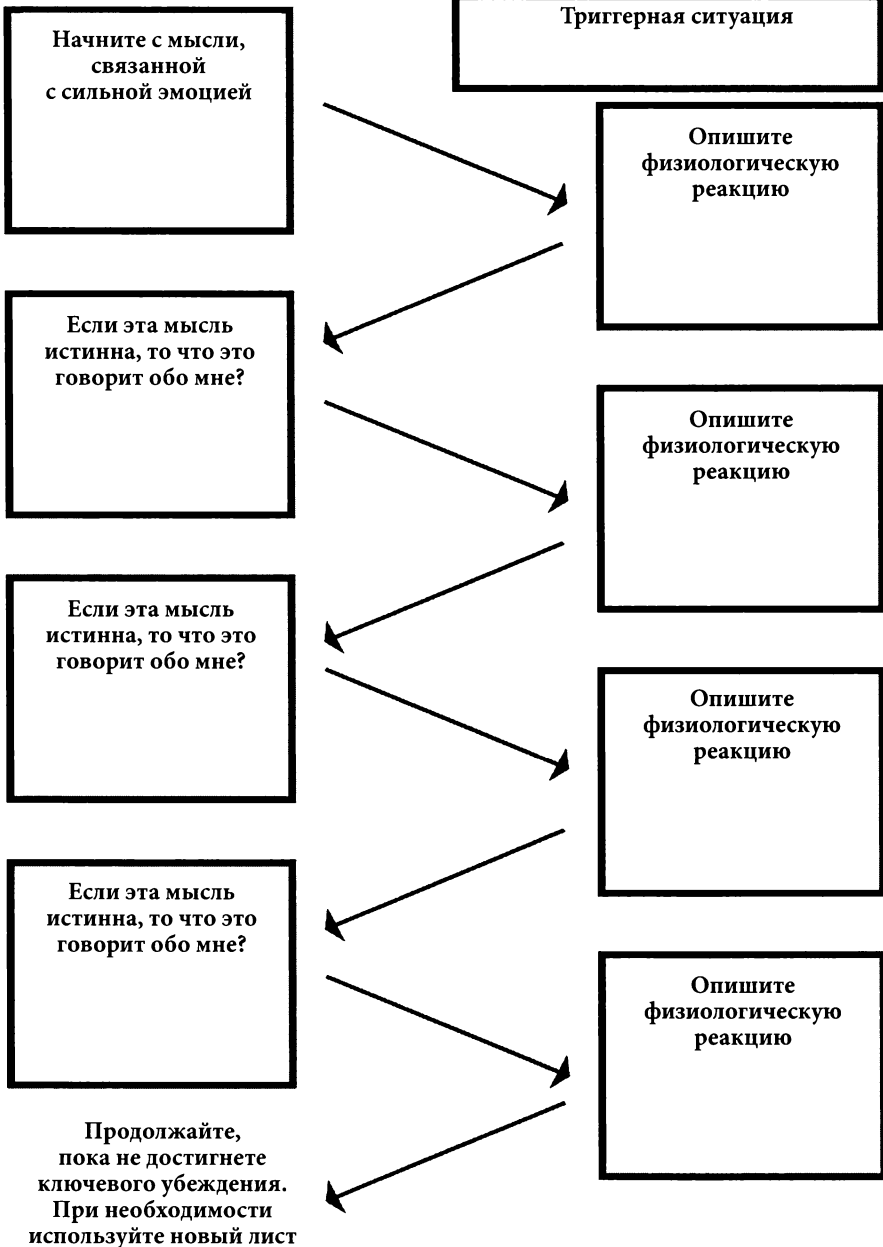 Триггерная ситуация
Начните с мысли,
связанной
с сильной эмоцией
Опишите
физиологическую
реакцию
Если эта мысль
истинна, то что это
говорит обо мне?
Опишите
физиологическую
реакцию
Если эта мысль
истинна, то что это
говорит обо мне?
Опишите
физиологическую
реакцию
Если эта мысль
истинна, то что это
говорит обо мне?
Опишите
физиологическую
реакцию
Продолжайте,
пока не достигнете
ключевого убеждения.
При необходимости
используйте новый лист